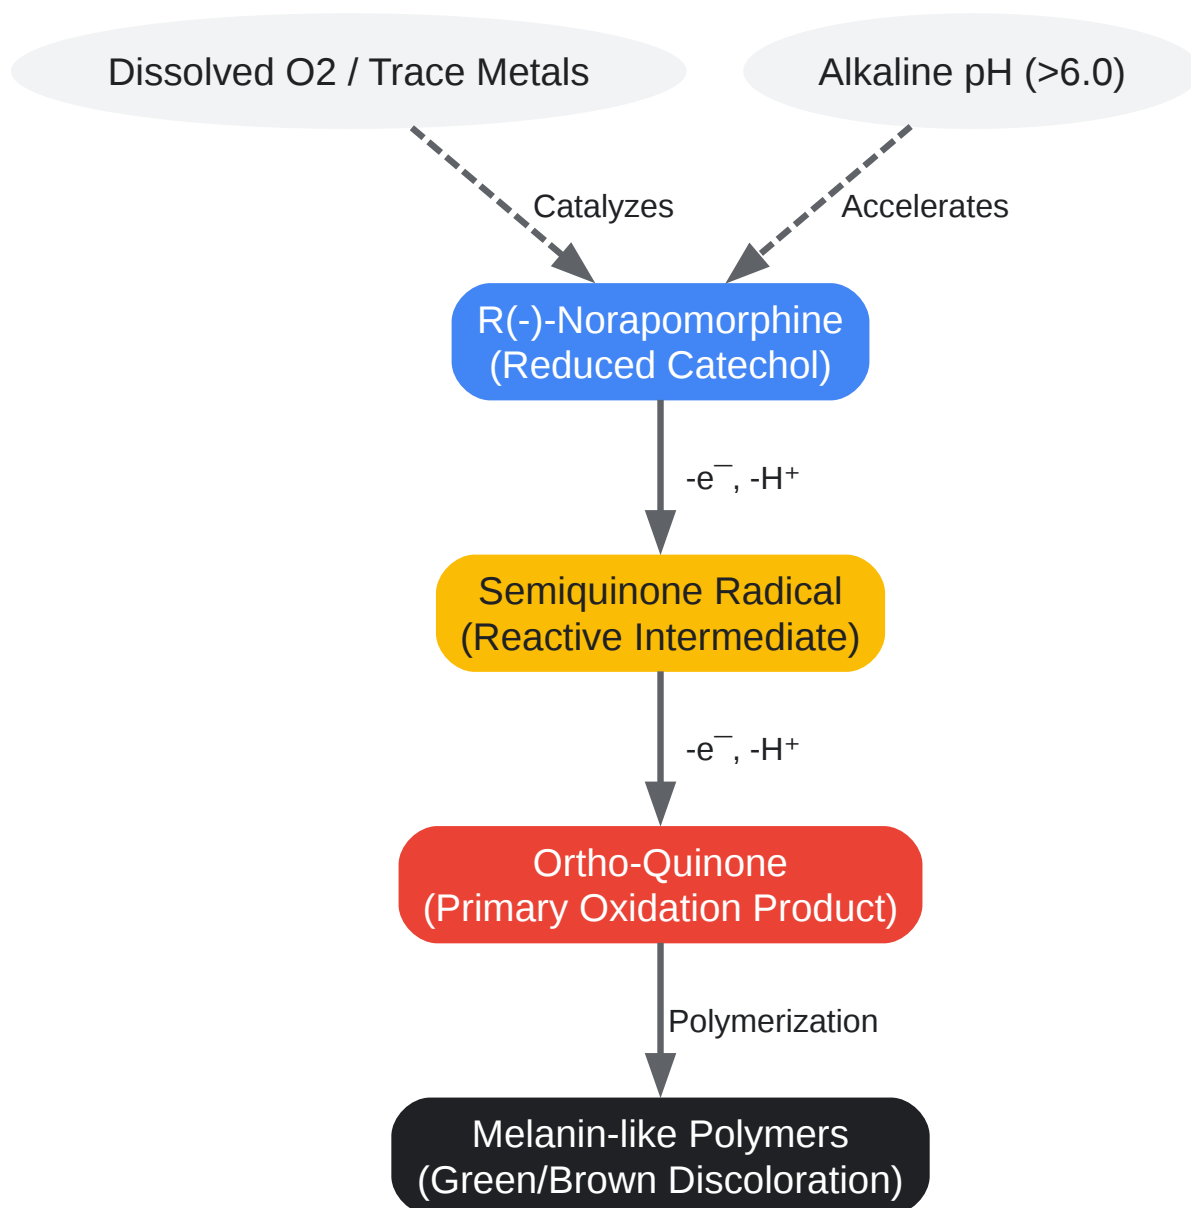 Dissolved O2 / Trace Metals
Alkaline pH (>6.0)
Catalyzes
Accelerates
R(-)-Norapomorphine
(Reduced Catechol)
-e⁻, -H⁺
Semiquinone Radical
(Reactive Intermediate)
-e⁻, -H⁺
Ortho-Quinone
(Primary Oxidation Product)
Polymerization
Melanin-like Polymers
(Green/Brown Discoloration)